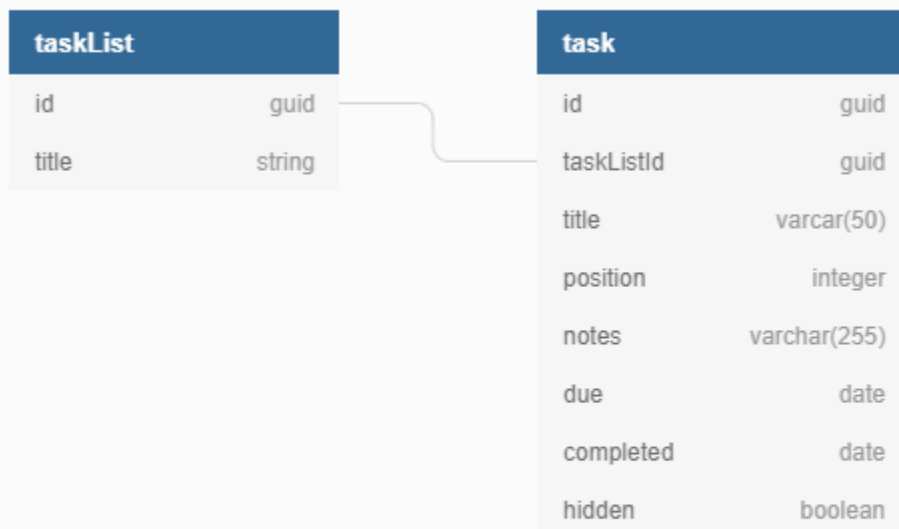 taskList
id guid
title string
task
id guid
taskListId guid
title varcar(50)
position integer
notes varchar(255)
due date
completed date
hidden boolean